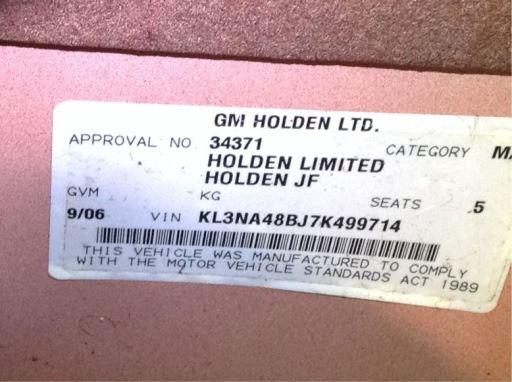 GM HOLDEN LTD.
APPROVAL NO 34371 CATEGORY
HOLDEN LIMITED
HOLDEN JF
GVM KG SEATS 5
9/06 VIN KL3NA48BJ7K499714
THIS VEHICLE WAS MANUFACTURED TO COMPLY
WITH THE MOTOR VEHICLE STANDARDS ACT 1989